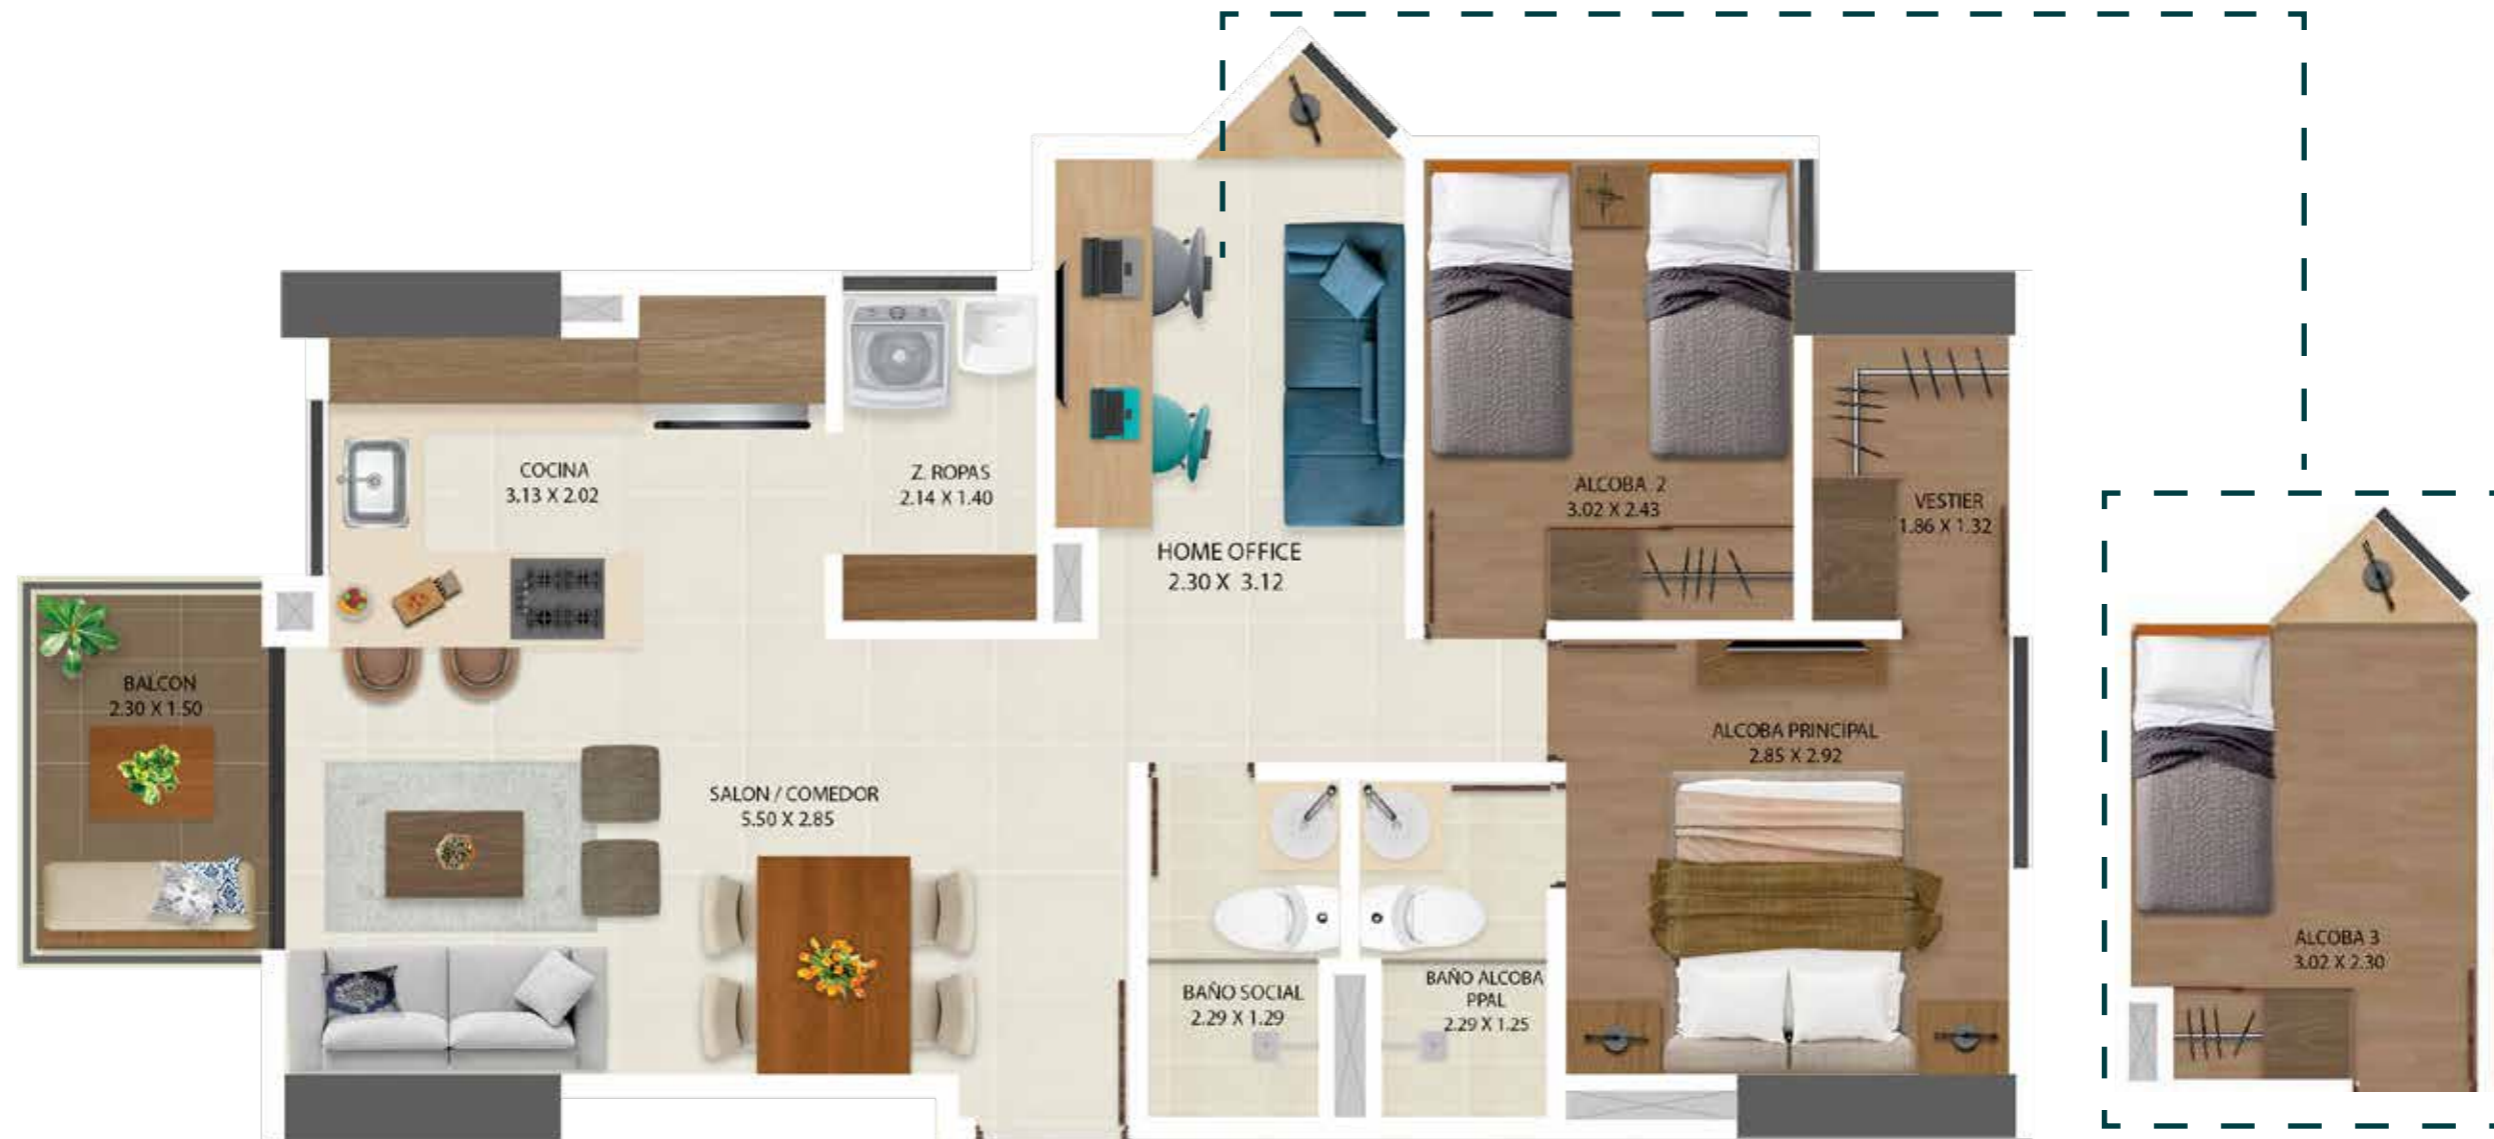 COCINA
3.13 X 2.02
Z. ROPAS
2.14 X 1.40
HOME OFFICE
2.30 X 3.12
ALCOBA 2
3.02 X 2.43
VESTIER
1.86 X 1.32
BALCON
2.30 X 1.50
SALON / COMEDOR
5.50 X 2.85
ALCOBA PRINCIPAL
2.85 X 2.92
BAÑO SOCIAL
2.29 X 1.29
BAÑO ALCOBA
PPAL
2.29 X 1.25
ALCOBA 3
3.02 X 2.30